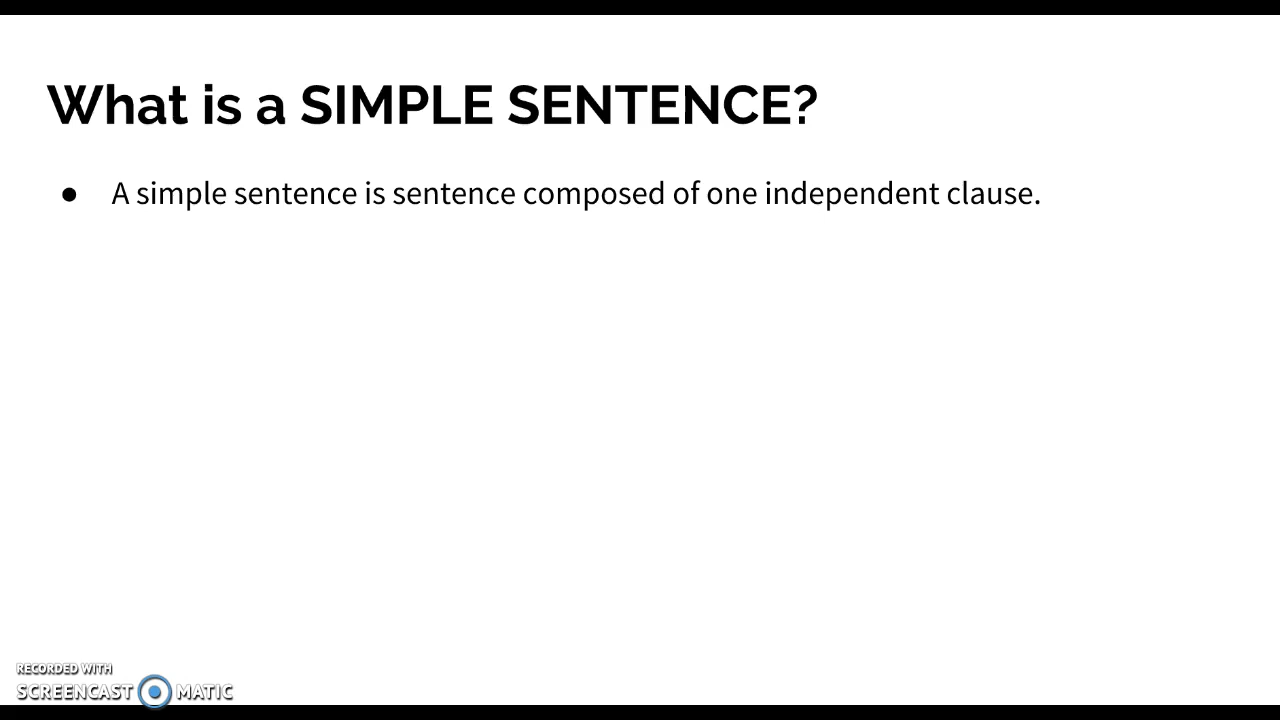 What is a SIMPLE SENTENCE?
● A simple sentence is sentence composed of one independent clause.
RECORDED WITH
SCREENCAST MATIC